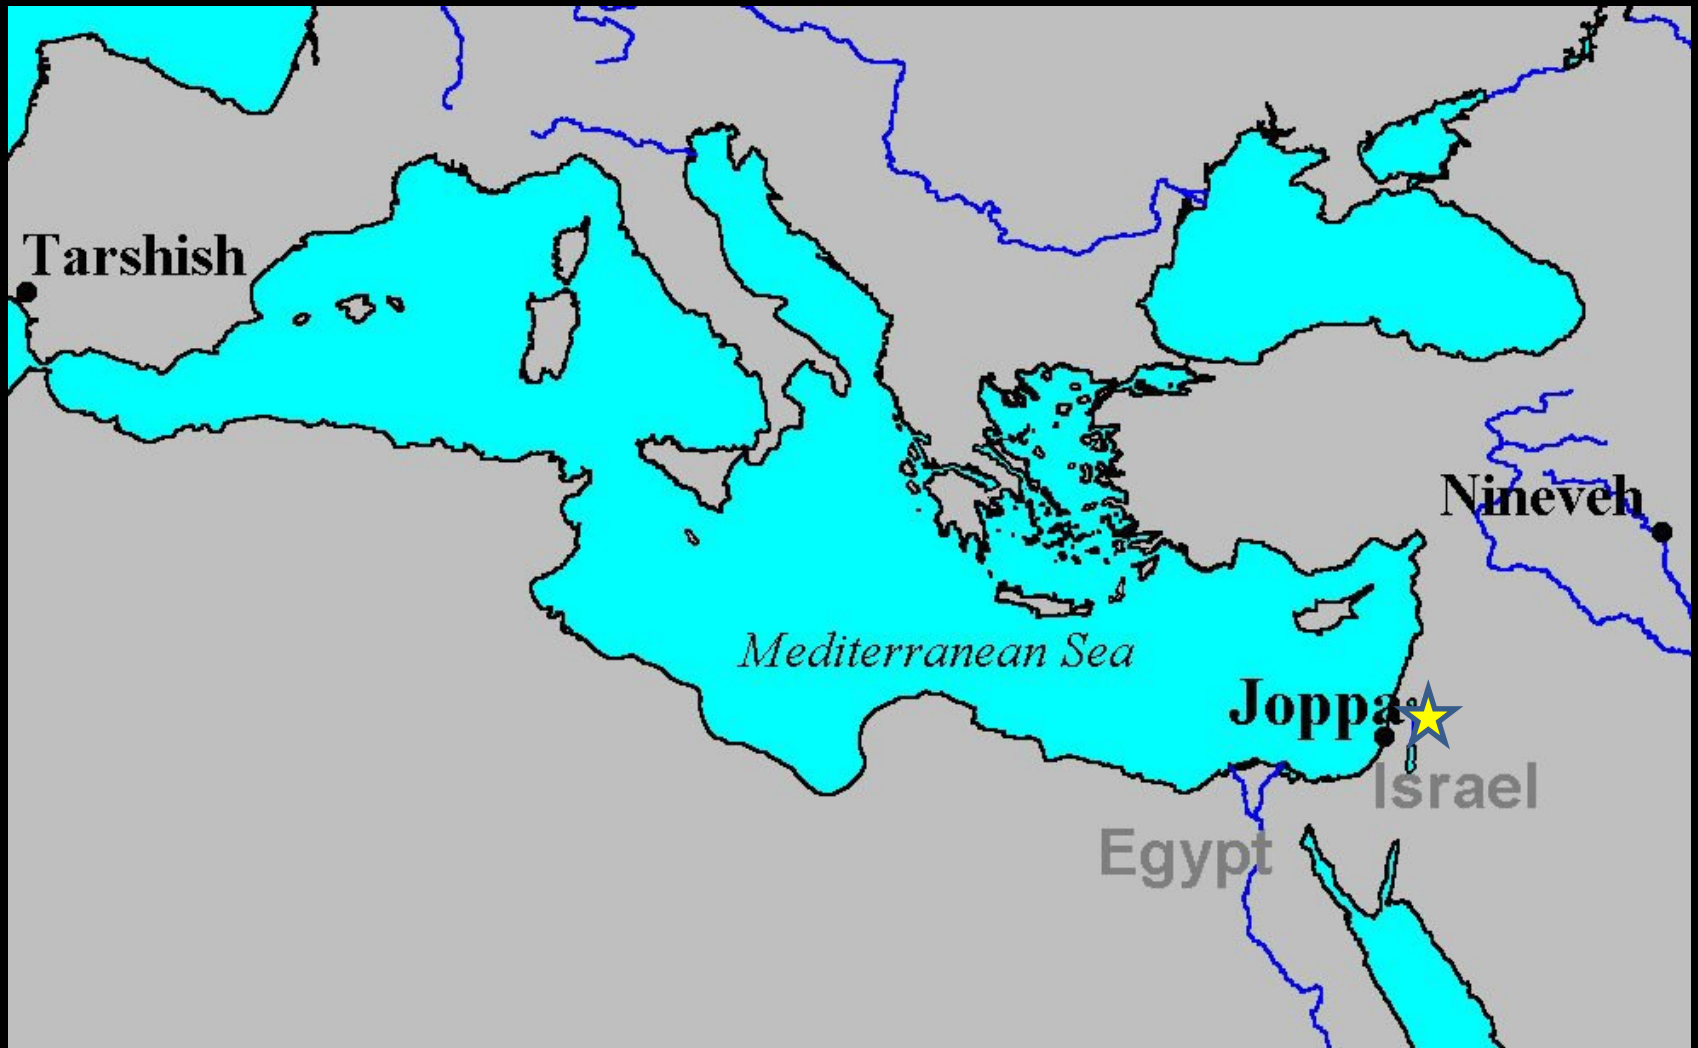 Tarshish
Nineveh
Mediterranean Sea
Joppa
Israel
Egypt